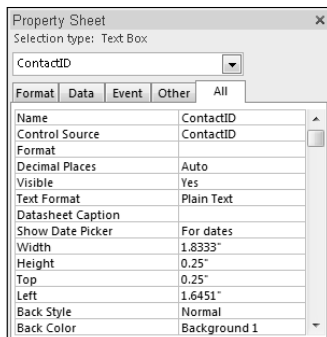 Property Sheet
Selection type: Text Box
ContactID
Format Data Event Other All
Name ContactID
Control Source ContactID
Format
Decimal Places Auto
Visible Yes
Text Format Plain Text
Datasheet Caption
Show Date Picker For dates
Width 1.8333"
Height 0.25"
Top 0.25"
Left 1.6451"
Back Style Normal
Back Color Background 1